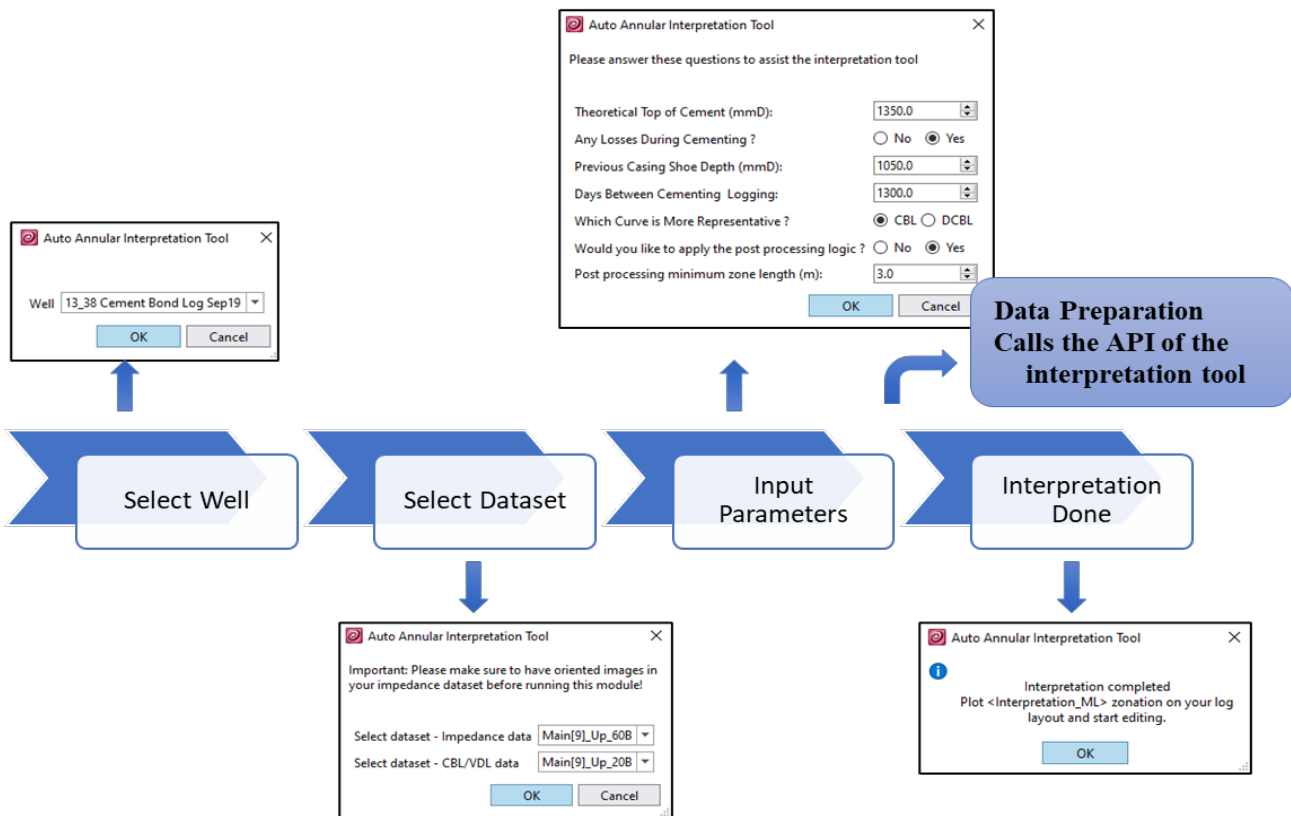 Auto Annular Interpretation Tool
Please answer these questions to assist the interpretation tool
Theoretical Top of Cement (mmD): 1350.0
Any Losses During Cementing ? No Yes
Previous Casing Shoe Depth (mmD): 1050.0
Days Between Cementing Logging: 1300.0
Which Curve is More Representative ? CBL DCBL
Would you like to apply the post processing logic ? No Yes
Post processing minimum zone length (m): 3.0
OK Cancel
Auto Annular Interpretation Tool
Well 13_38 Cement Bond Log Sep19
OK Cancel
Data Preparation
Calls the API of the
interpretation tool
Select Well
Select Dataset
Input
Parameters
Interpretation
Done
Auto Annular Interpretation Tool
Important: Please make sure to have oriented images in
your impedance dataset before running this module!
Select dataset - Impedance data Main[9]_Up_60B
Select dataset - CBL/VDL data Main[9]_Up_20B
OK Cancel
Auto Annular Interpretation Tool
Interpretation completed
Plot <Interpretation_ML> zonation on your log
layout and start editing.
OK